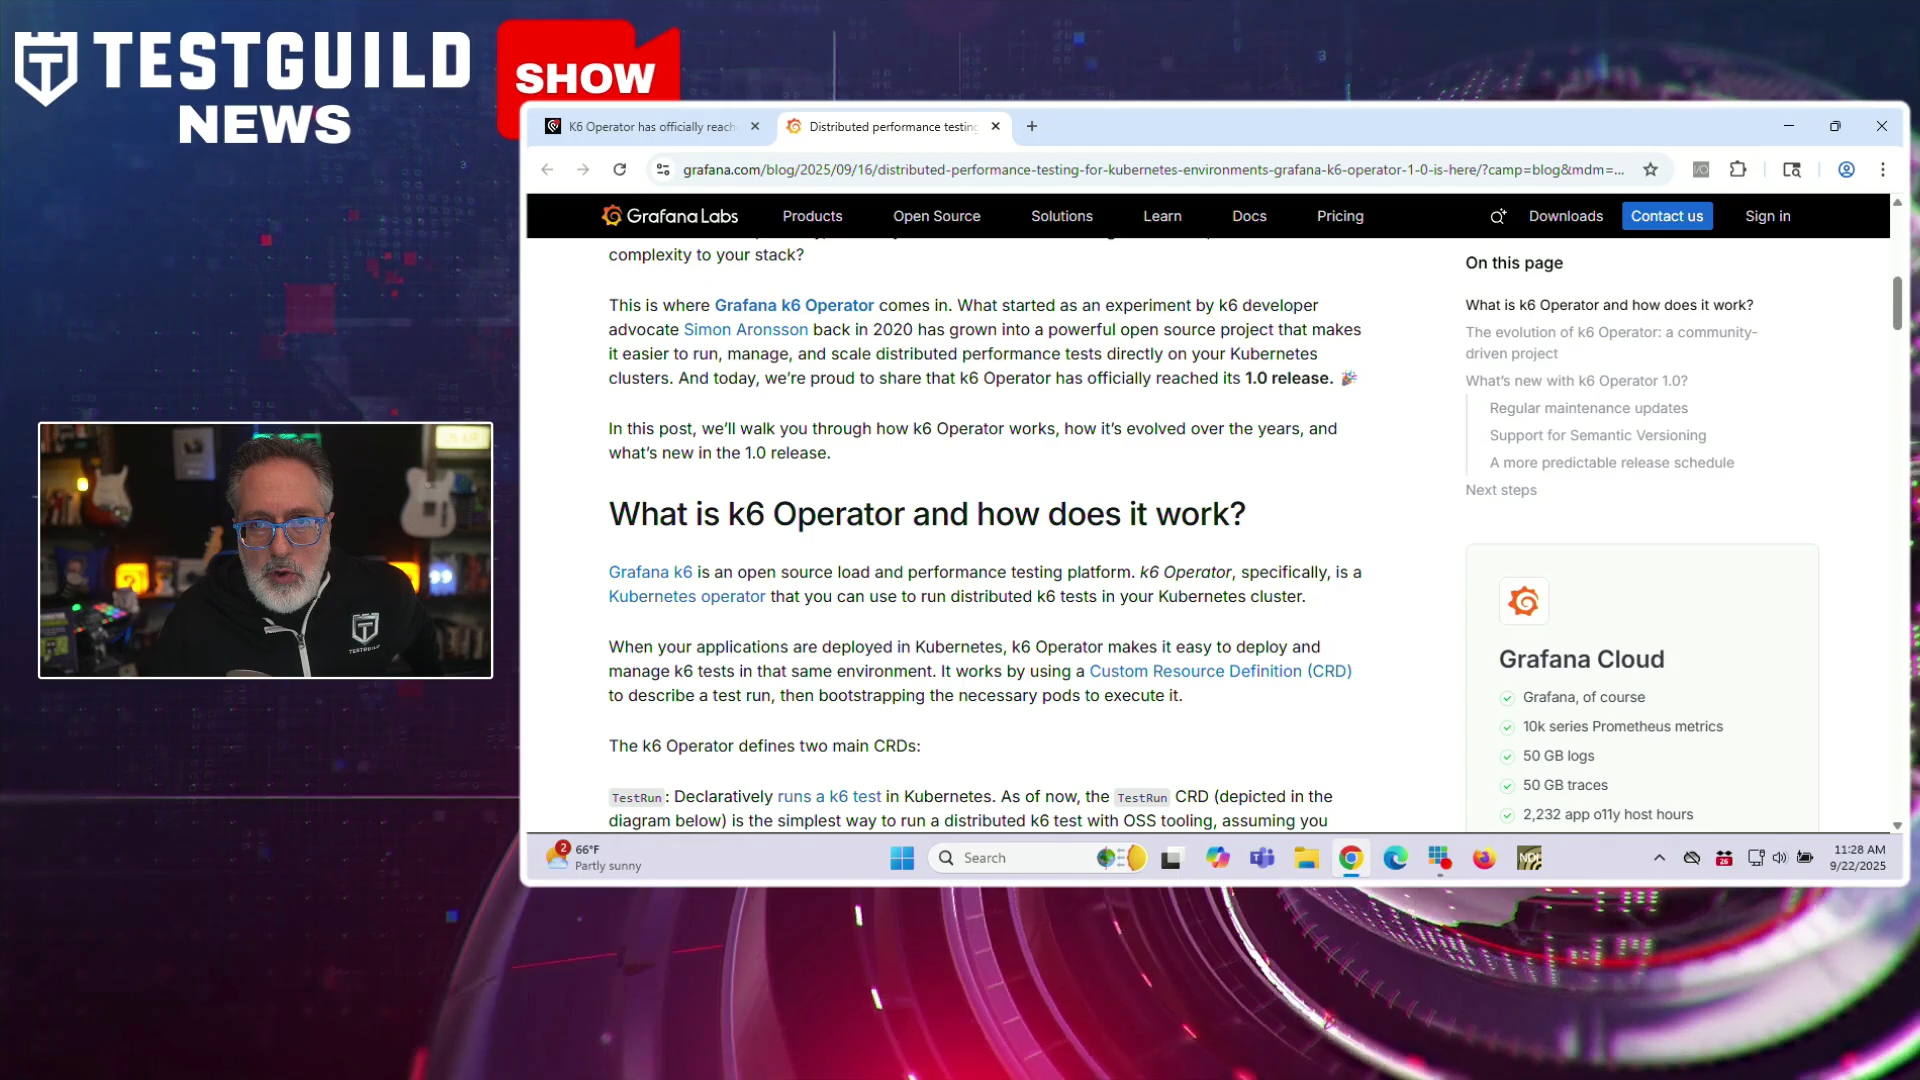 TESTGUILD
NEWS
SHOW
K6 Operator has officially reach
Distributed performance testing
grafana.com/blog/2025/09/16/distributed-performance-testing-for-kubernetes-environments-grafana-k6-operator-1-0-is-here/?camp=blog&mdm=...
Grafana Labs
Products
Open Source
Solutions
Learn
Docs
Pricing
Downloads
Contact us
Sign in
complexity to your stack?
This is where Grafana k6 Operator comes in. What started as an experiment by k6 developer
advocate Simon Aronsson back in 2020 has grown into a powerful open source project that makes
it easier to run, manage, and scale distributed performance tests directly on your Kubernetes
clusters. And today, we're proud to share that k6 Operator has officially reached its 1.0 release. 🎉
In this post, we'll walk you through how k6 Operator works, how it's evolved over the years, and
what's new in the 1.0 release.
What is k6 Operator and how does it work?
Grafana k6 is an open source load and performance testing platform. k6 Operator, specifically, is a
Kubernetes operator that you can use to run distributed k6 tests in your Kubernetes cluster.
When your applications are deployed in Kubernetes, k6 Operator makes it easy to deploy and
manage k6 tests in that same environment. It works by using a Custom Resource Definition (CRD)
to describe a test run, then bootstrapping the necessary pods to execute it.
The k6 Operator defines two main CRDs:
TestRun: Declaratively runs a k6 test in Kubernetes. As of now, the TestRun CRD (depicted in the
diagram below) is the simplest way to run a distributed k6 test with OSS tooling, assuming you
On this page
What is k6 Operator and how does it work?
The evolution of k6 Operator: a community-
driven project
What's new with k6 Operator 1.0?
Regular maintenance updates
Support for Semantic Versioning
A more predictable release schedule
Next steps
Grafana Cloud
Grafana, of course
10k series Prometheus metrics
50 GB logs
50 GB traces
2,232 app o11y host hours
TESTGUILD
2
66°F
Partly sunny
Search
NDI
26
11:28 AM
9/22/2025